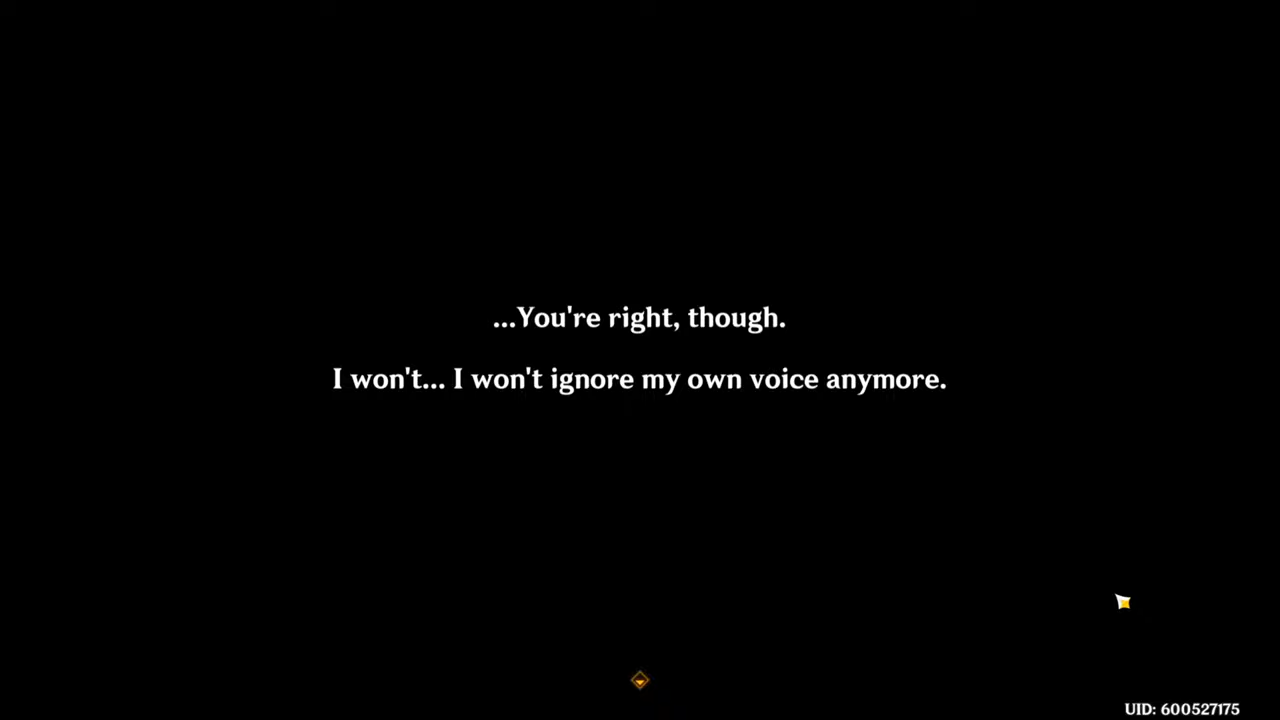 ...You're right, though.
I won't... I won't ignore my own voice anymore.
UID: 600527175